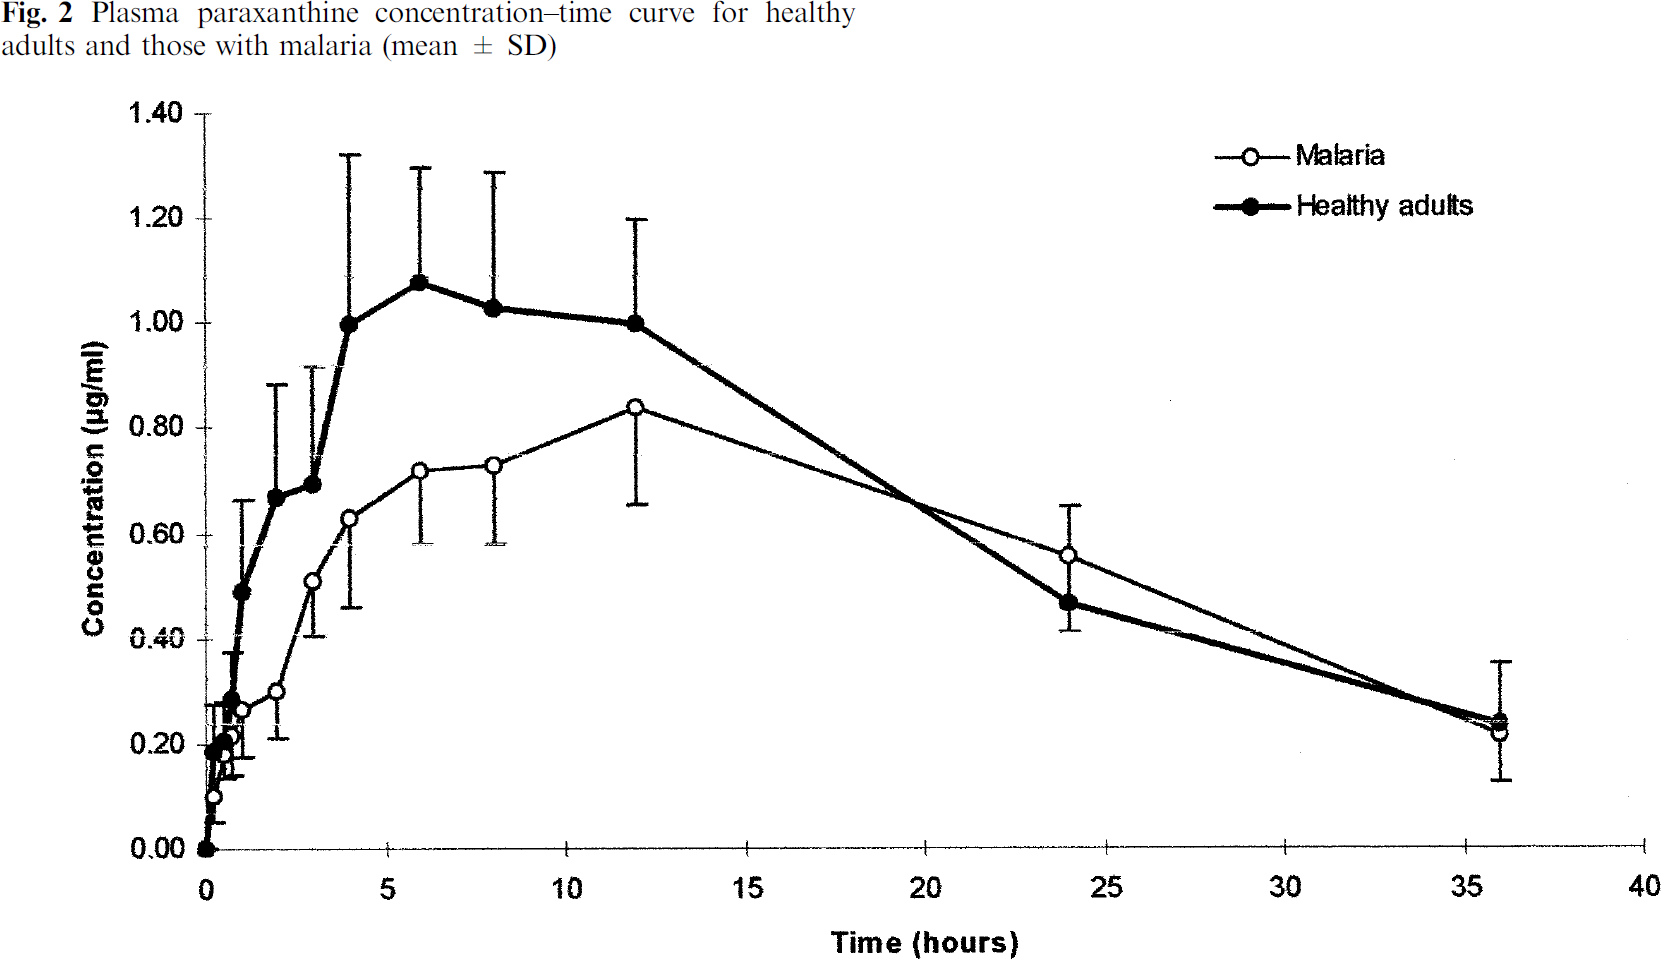 Fig. 2 Plasma paraxanthine concentration–time curve for healthy
adults and those with malaria (mean ± SD)
1.40
1.20
1.00
0.80
0.60
0.40
0.20
0.00
Concentration (µg/ml)
Malaria
Healthy adults
0 5 10 15 20 25 30 35 40
Time (hours)